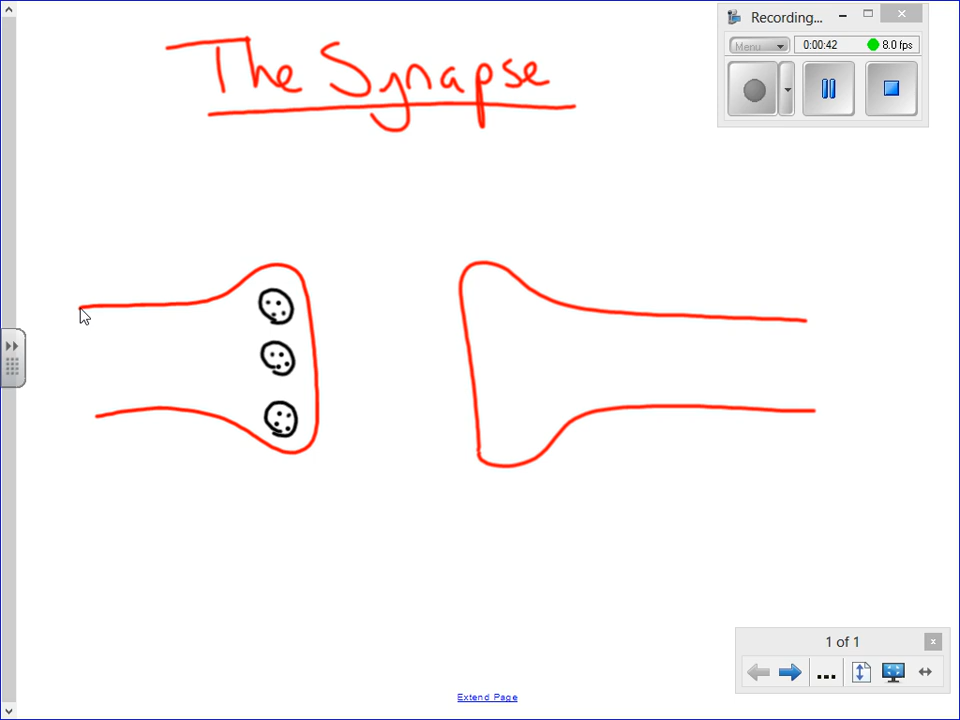 The Synapse
Recording...
Menu
0:00:42
8.0 fps
1 of 1
...
Extend Page